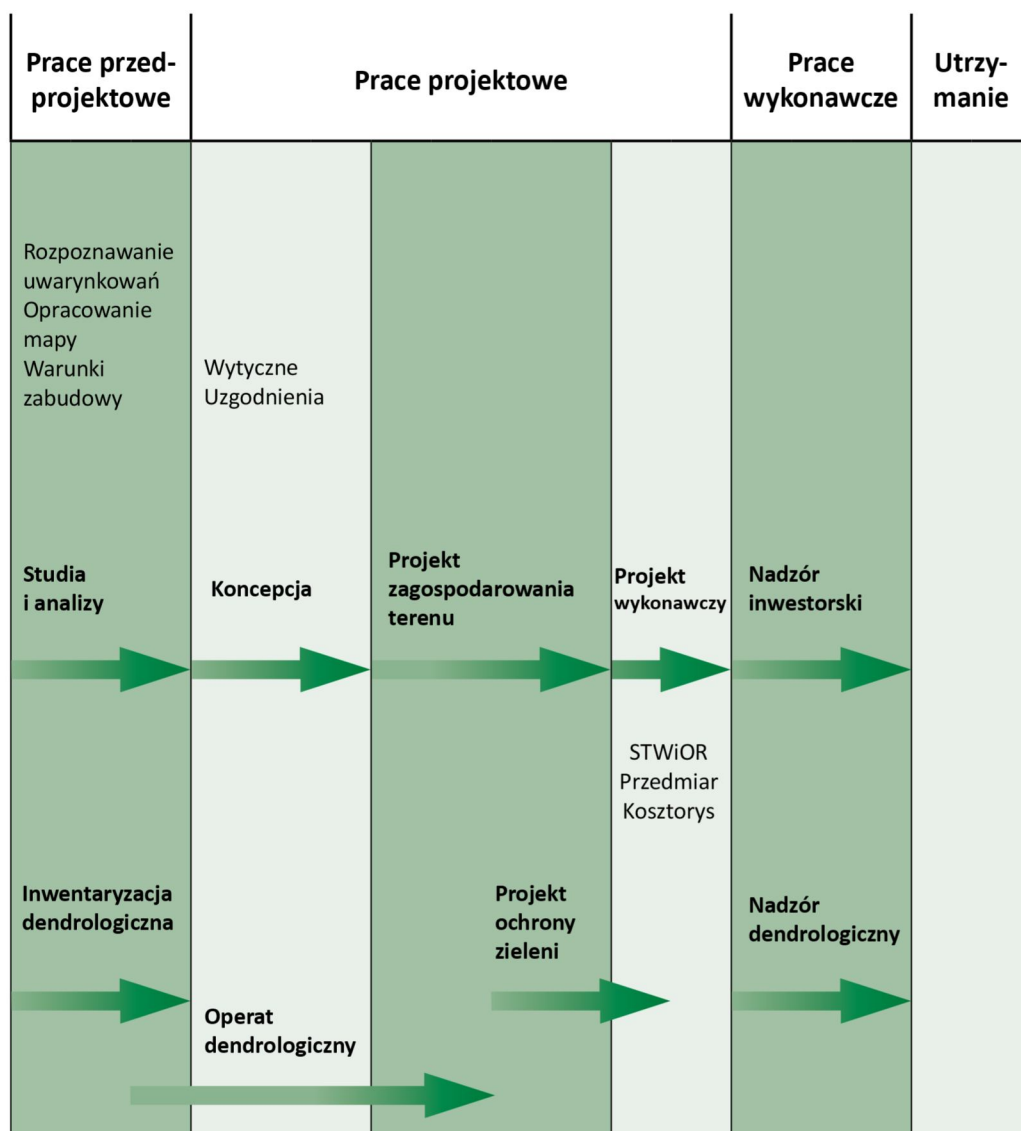 Prace przed-
projektowe
Prace projektowe
Prace
wykonawcze
Utrzy-
manie
Rozpoznawanie
uwarynkowań
Opracowanie
mapy
Warunki
zabudowy
Wytyczne
Uzgodnienia
Studia
i analizy
Koncepcja
Projekt
zagospodarowania
terenu
Projekt
wykonawczy
Nadzór
inwestorski
STWiOR
Przedmiar
Kosztorys
Inwentaryzacja
dendrologiczna
Operat
dendrologiczny
Projekt
ochrony
zieleni
Nadzór
dendrologiczny